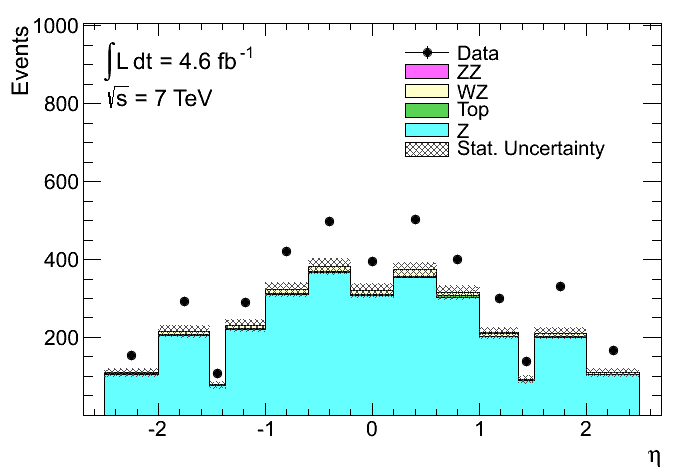 Events
1000
800
600
400
200
∫L dt = 4.6 fb⁻¹
√s = 7 TeV
Data
ZZ
WZ
Top
Z
Stat. Uncertainty
-2 -1 0 1 2
η